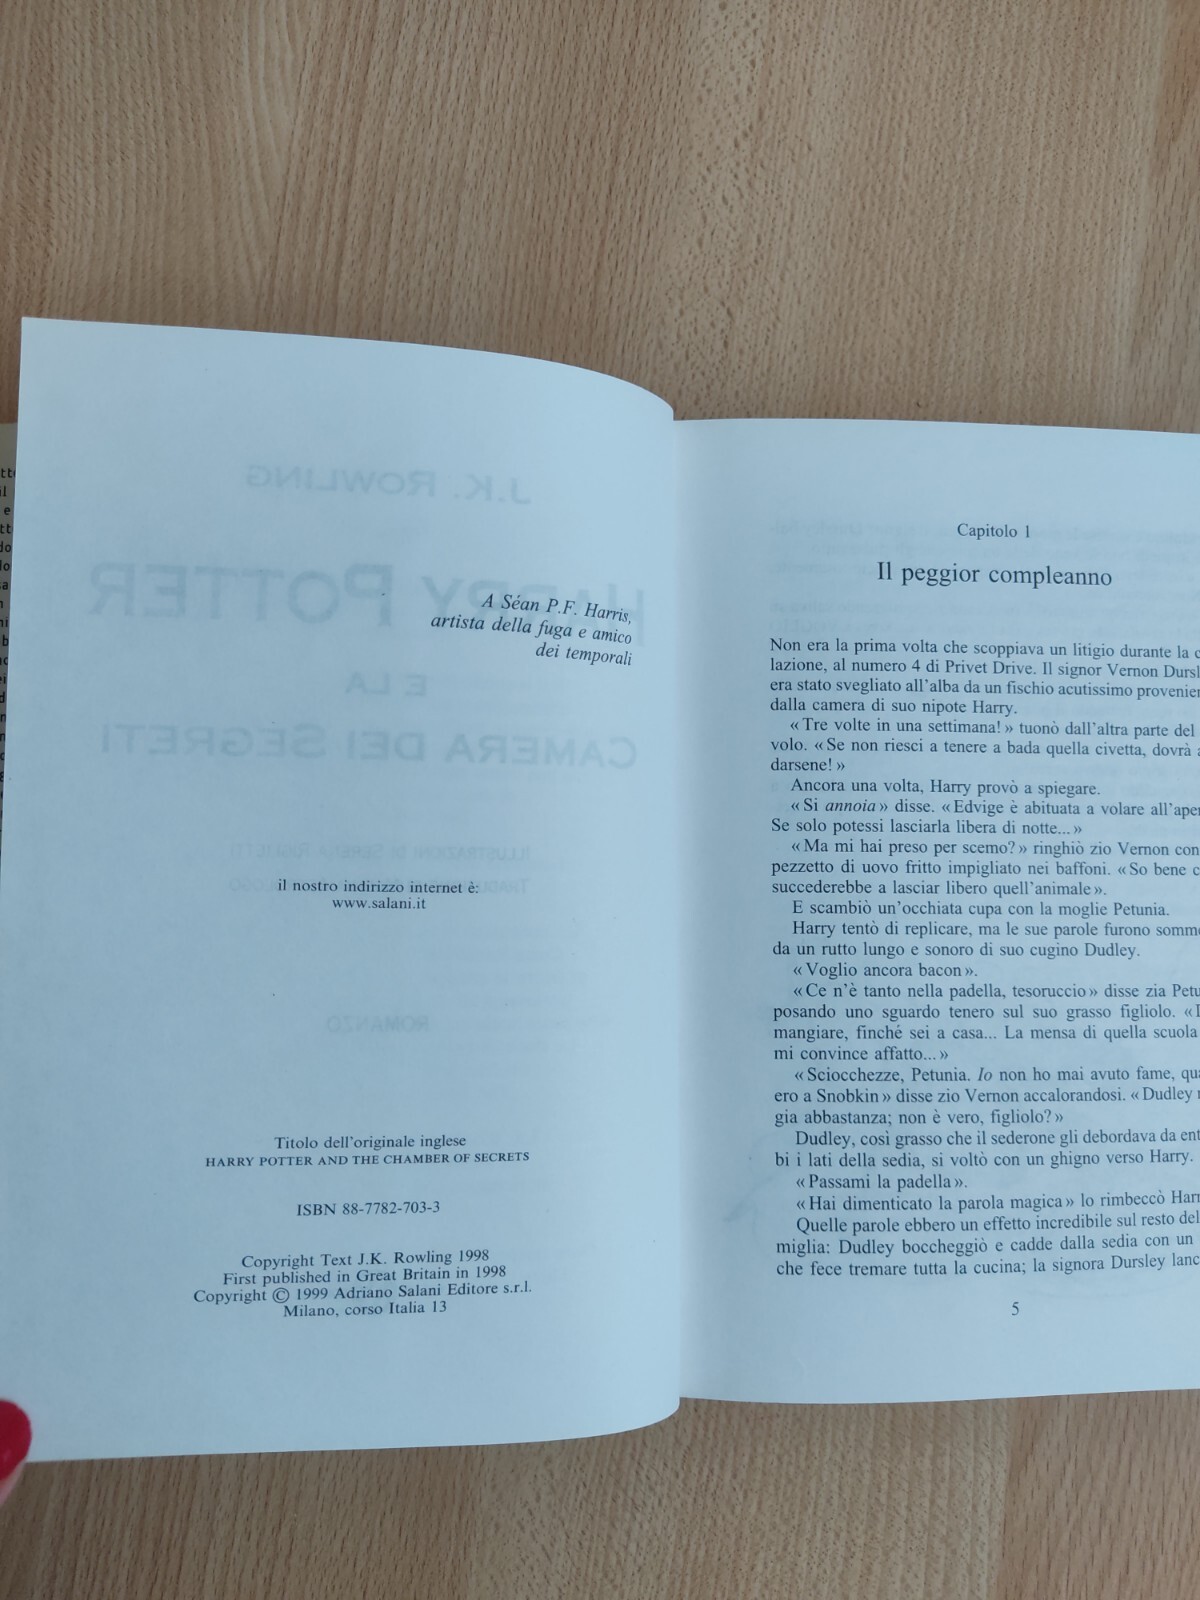 A Séan P.F. Harris,
artista della fuga e amico
dei temporali
il nostro indirizzo internet è:
www.salani.it
Titolo dell'originale inglese
HARRY POTTER AND THE CHAMBER OF SECRETS
ISBN 88-7782-703-3
Copyright Text J.K. Rowling 1998
First published in Great Britain in 1998
Copyright © 1999 Adriano Salani Editore s.r.l.
Milano, corso Italia 13
J.K. ROWLING
HARRY POTTER
E LA
CAMERA DEI SEGRETI
ROMANZO
Capitolo 1
Il peggior compleanno
Non era la prima volta che scoppiava un litigio durante la
lazione, al numero 4 di Privet Drive. Il signor Vernon
era stato svegliato all'alba da un fischio acutissimo
dalla camera di suo nipote Harry.
« Tre volte in una settimana! » tuonò dall'altra parte del
volo. « Se non riesci a tenere a bada quella civetta, dovrà
darsene! »
Ancora una volta, Harry provò a spiegare.
« Si annoia » disse. « Edvige è abituata a volare
Se solo potessi lasciarla libera di notte... »
« Ma mi hai preso per scemo? » ringhiò zio Vernon con
pezzetto di uovo fritto impigliato nei baffoni. « So bene
succederebbe a lasciar libero quell'animale ».
E scambiò un'occhiata cupa con la moglie Petunia.
Harry tentò di replicare, ma le sue parole furono
da un rutto lungo e sonoro di suo cugino Dudley.
« Voglio ancora bacon ».
« Ce n'è tanto nella padella, tesoruccio » disse zia
posando uno sguardo tenero sul suo grasso figliolo. «
mangiare, finché sei a casa... La mensa di quella scuola
mi convince affatto... »
« Sciocchezze, Petunia. Io non ho mai avuto fame,
ero a Snobkin » disse zio Vernon accalorandosi. « Dudley
gia abbastanza; non è vero, figliolo? »
Dudley, così grasso che il sederone gli debordava da
bi i lati della sedia, si voltò con un ghigno verso Harry.
« Passami la padella ».
« Hai dimenticato la parola magica » lo rimbeccò
Quelle parole ebbero un effetto incredibile sul resto
miglia: Dudley boccheggiò e cadde dalla sedia con un
che fece tremare tutta la cucina; la signora Dursley
5